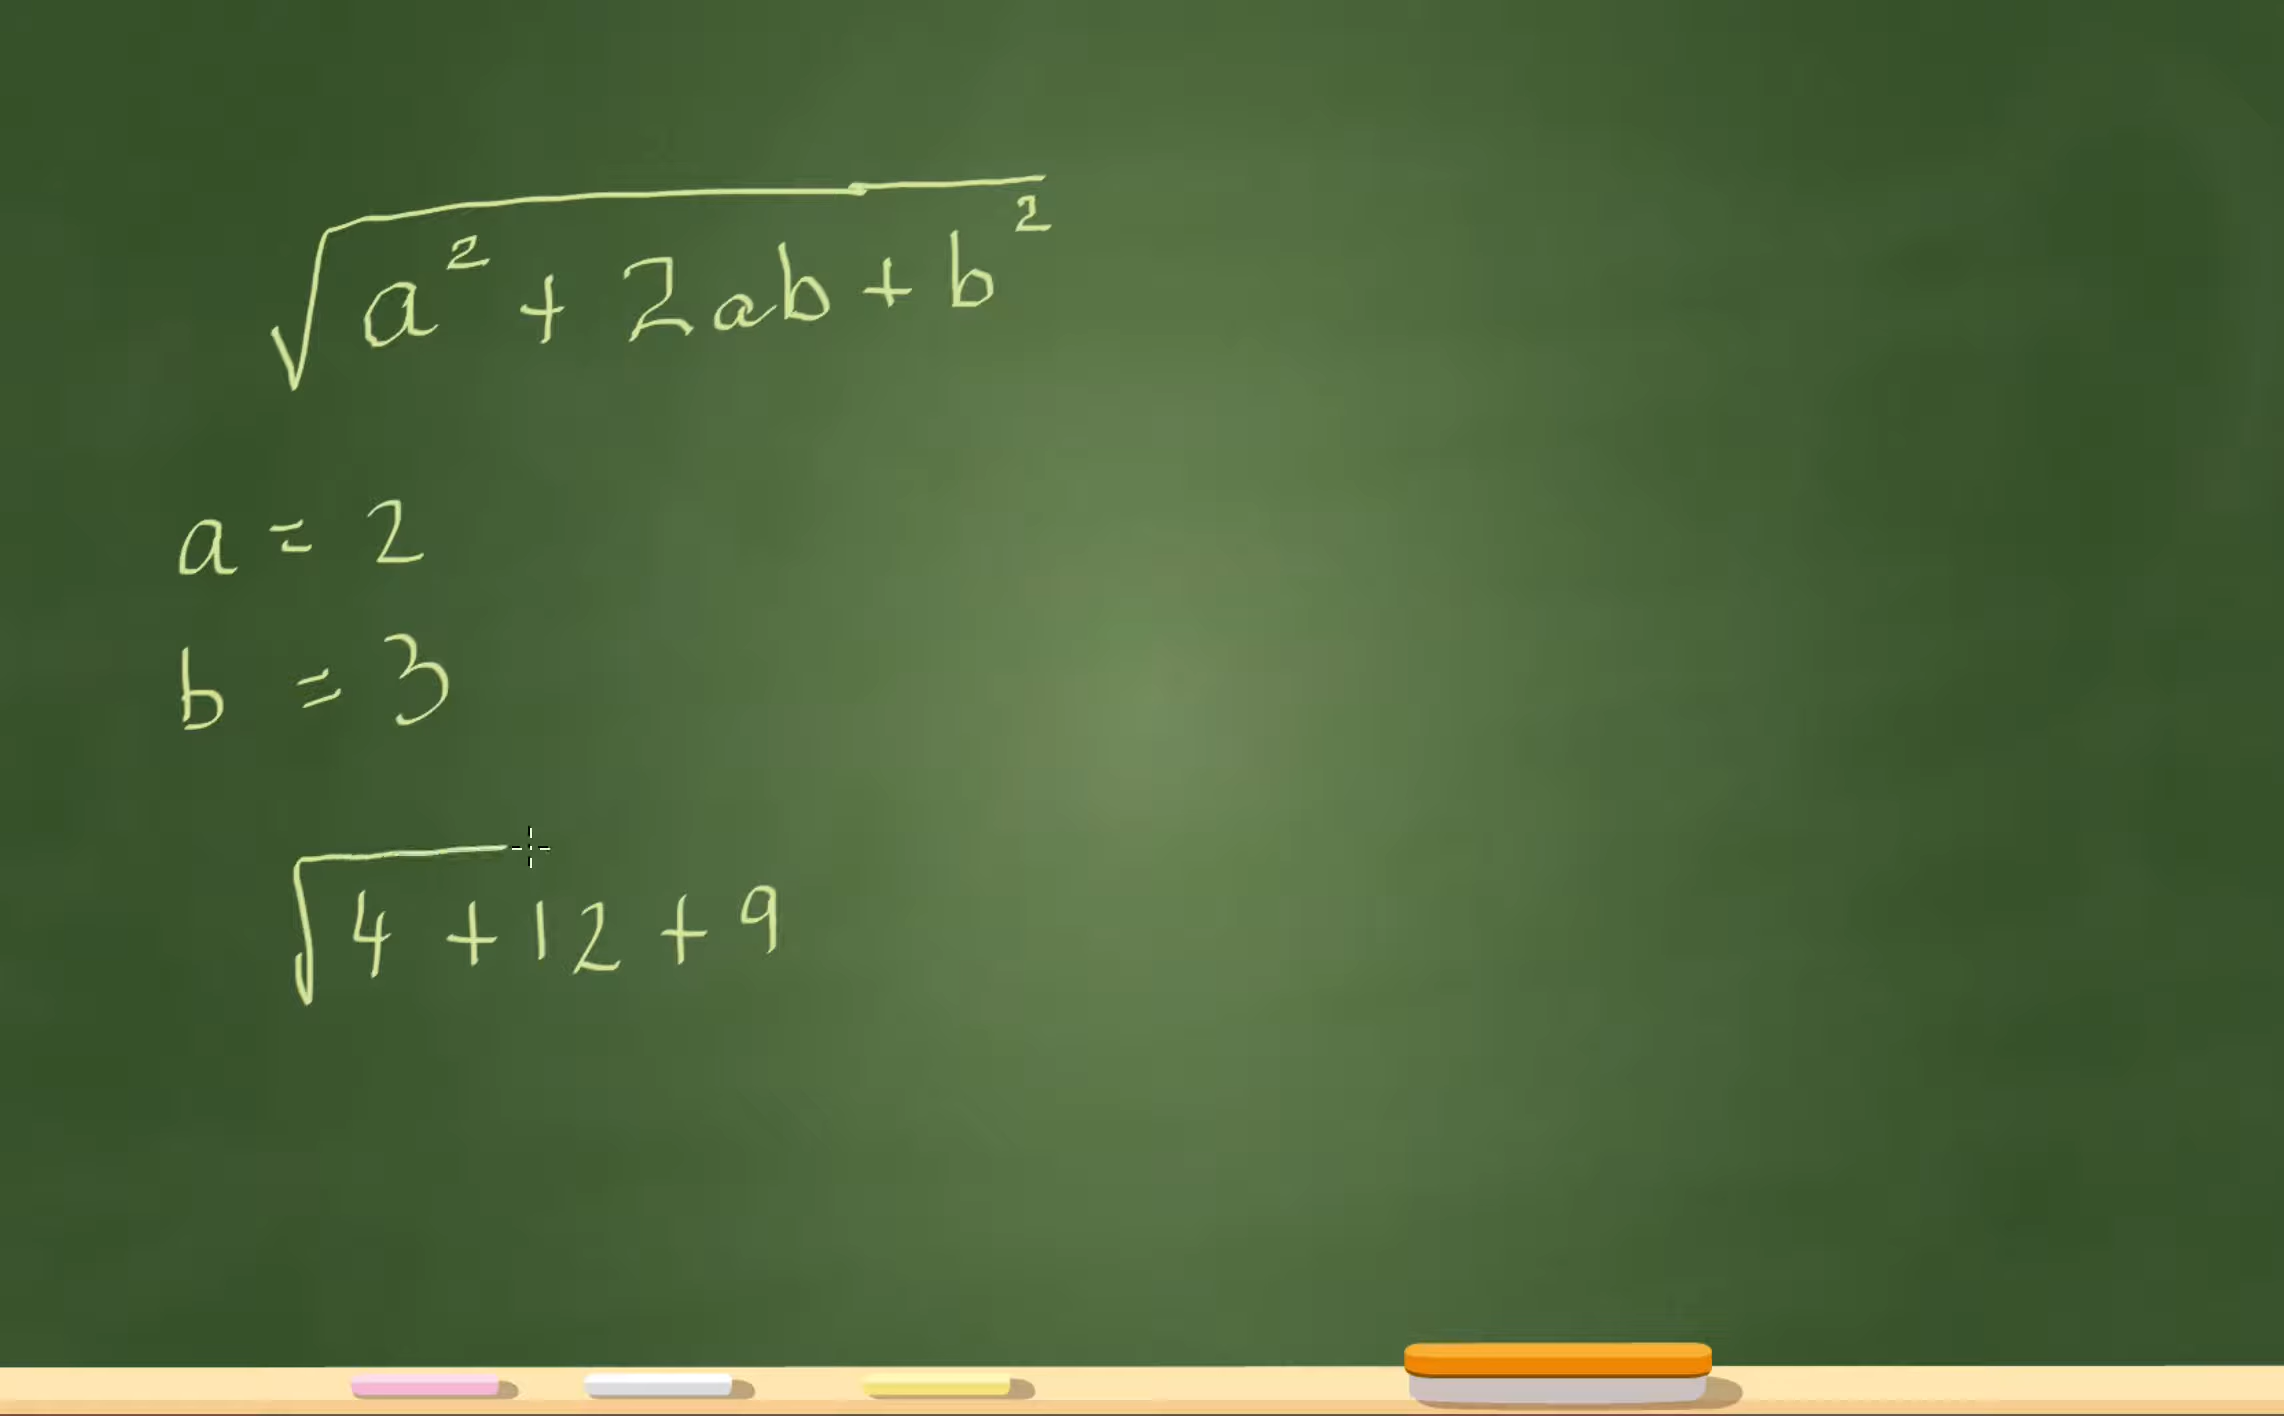 √(a² + 2ab + b²)
a = 2
b = 3
√(4 + 12 + 9